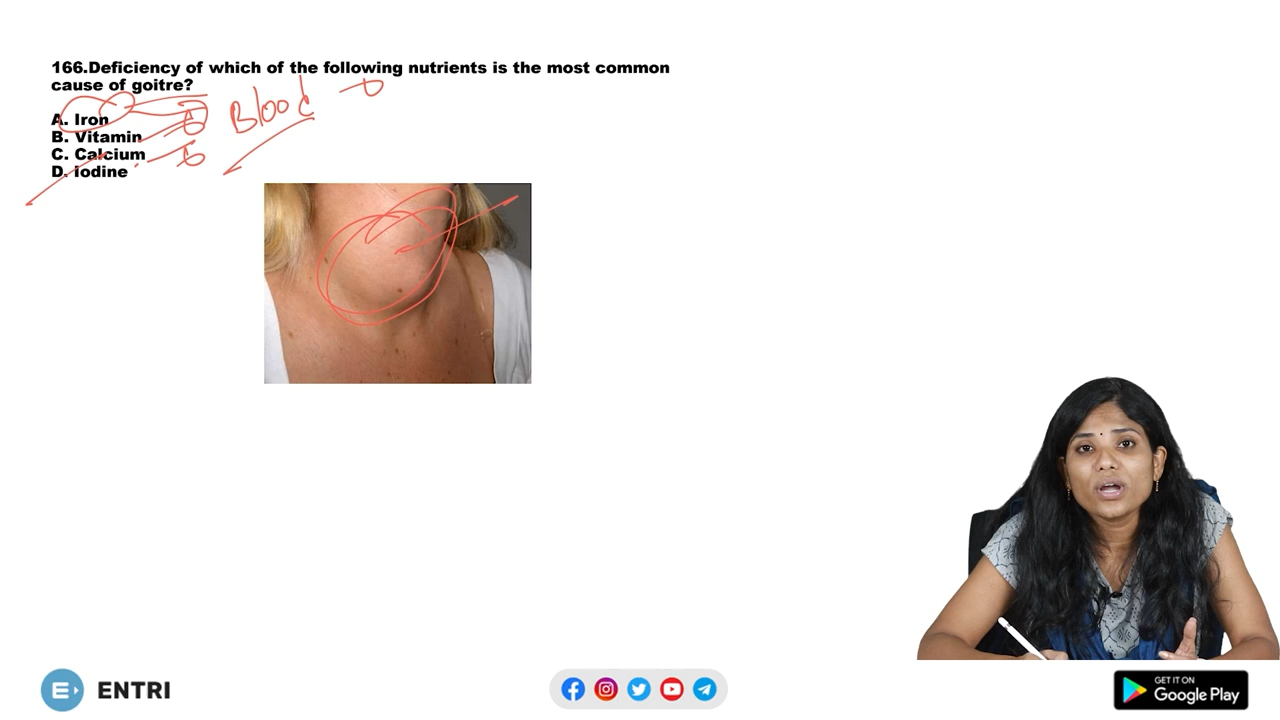 166.Deficiency of which of the following nutrients is the most common
cause of goitre?
A. Iron
B. Vitamin
C. Calcium
D. Iodine
Blood
ENTRI
GET IT ON
Google Play